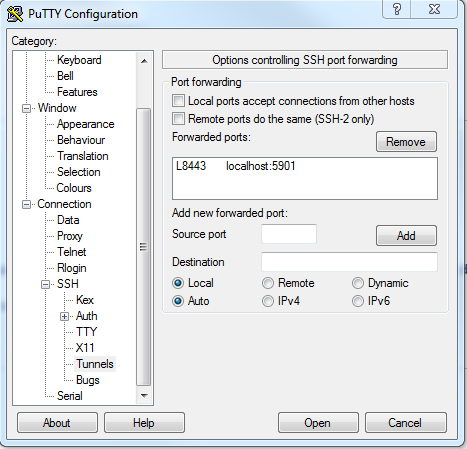 PuTTY Configuration
Category:
Keyboard
Bell
Features
Window
Appearance
Behaviour
Translation
Selection
Colours
Connection
Data
Proxy
Telnet
Rlogin
SSH
Kex
Auth
TTY
X11
Tunnels
Bugs
Serial
Options controlling SSH port forwarding
Port forwarding
Local ports accept connections from other hosts
Remote ports do the same (SSH-2 only)
Forwarded ports:
Remove
L8443 localhost:5901
Add new forwarded port:
Source port
Add
Destination
Local Remote Dynamic
Auto IPv4 IPv6
About Help Open Cancel